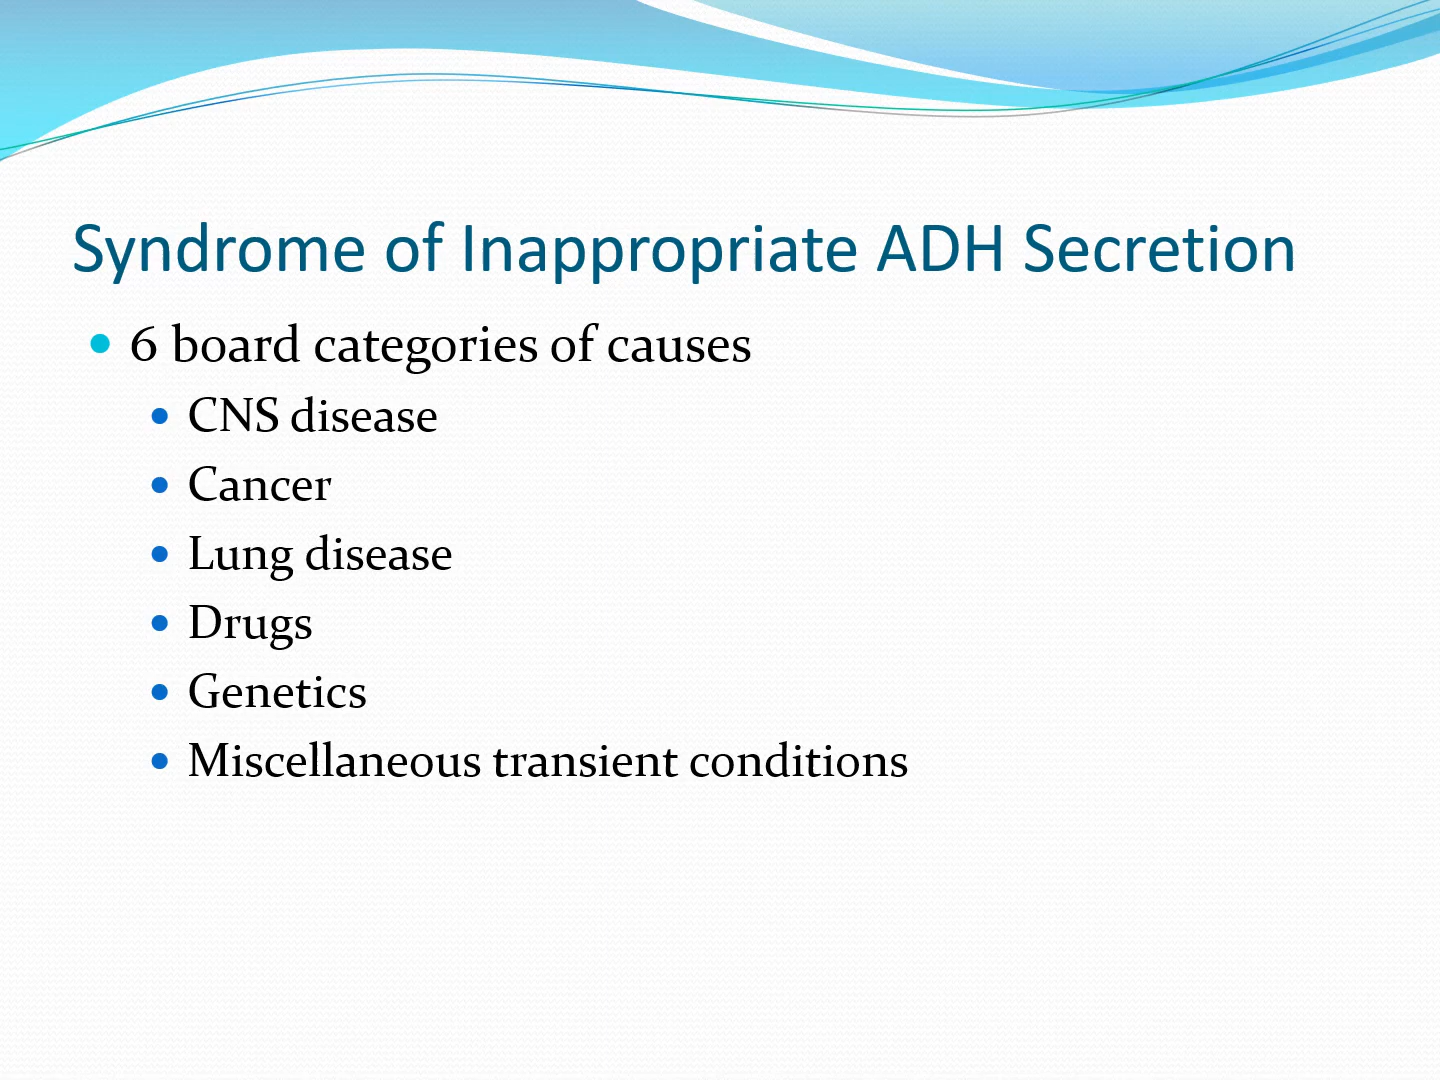 Syndrome of Inappropriate ADH Secretion
• 6 board categories of causes
• CNS disease
• Cancer
• Lung disease
• Drugs
• Genetics
• Miscellaneous transient conditions